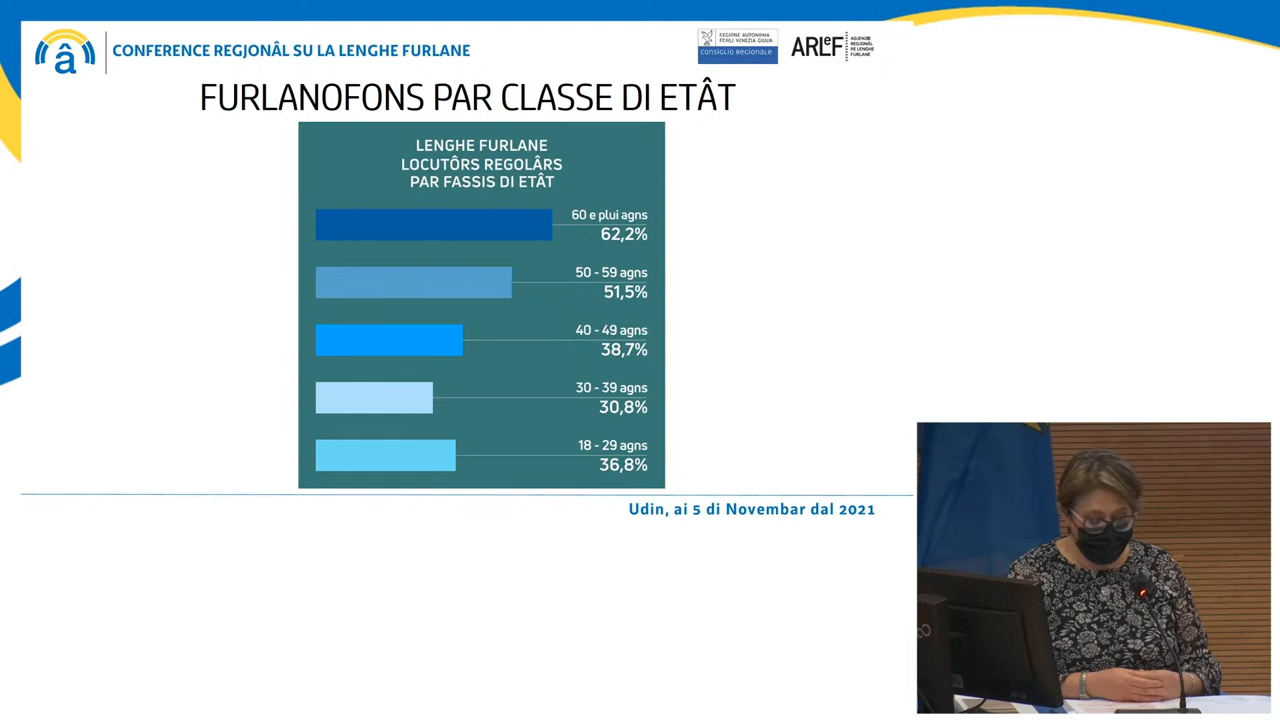 â
CONFERENCE REGJONÂL SU LA LENGHE FURLANE
REGIONE AUTONOMA
FRIULI VENEZIA GIULIA
CONSIGLIO REGIONALE
ARLeF
AGJENZIE
REGJONÂL
PE LENGHE
FURLANE
FURLANOFONS PAR CLASSE DI ETÂT
LENGHE FURLANE
LOCUTÔRS REGOLÂRS
PAR FASSIS DI ETÂT
60 e plui agns
62,2%
50 - 59 agns
51,5%
40 - 49 agns
38,7%
30 - 39 agns
30,8%
18 - 29 agns
36,8%
Udin, ai 5 di Novembar dal 2021